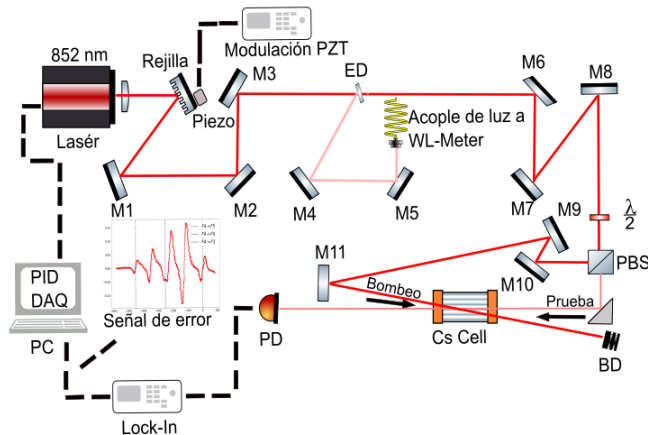 Modulación PZT
852 nm
Rejilla
M3
ED
M6
M8
Piezo
Acople de luz a
WL-Meter
Lasér
M1
M2
M4
M5
M7
λ
2
M9
M11
M10
PBS
PID
DAQ
PC
Señal de error
Bombeo
Prueba
PD
Cs Cell
BD
Lock-In